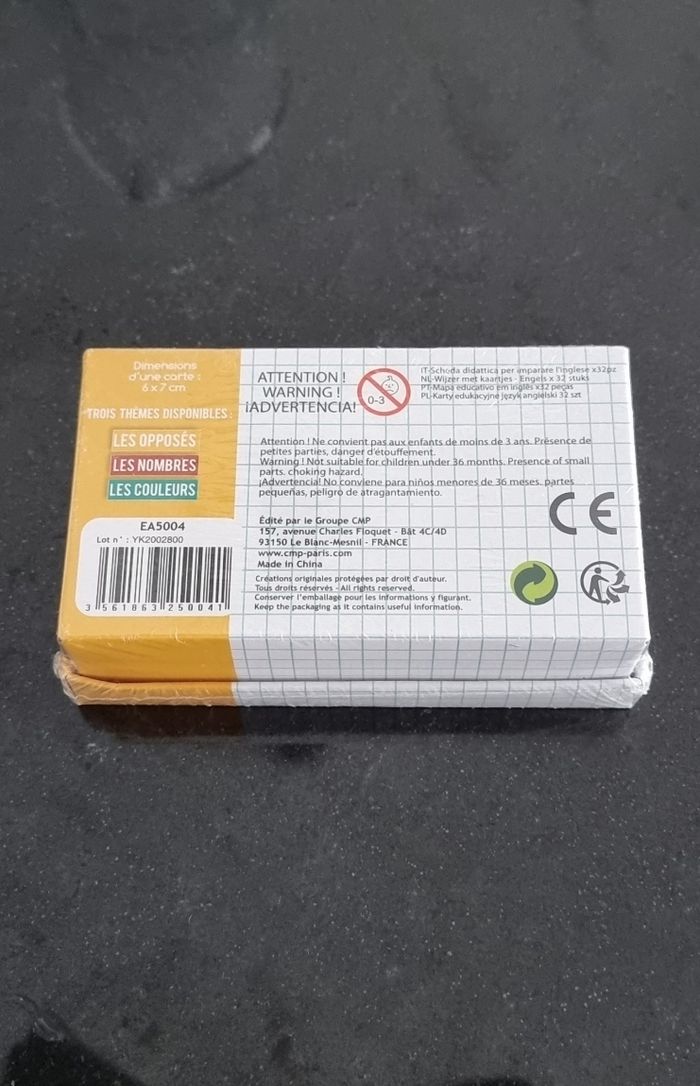 Dimensions
d'une carte :
6 x 7 cm
TROIS THÈMES DISPONIBLES :
LES OPPOSÉS
LES NOMBRES
LES COULEURS
EA5004
Lot n° : YK2002800
3 561863 250041
ATTENTION !
WARNING !
¡ADVERTENCIA!
0-3
IT-Scheda didattica per imparare l'inglese x32pz
NL-Wijzer met kaartjes - Engels x 32 stuks
PT-Mapa educativo em inglês x32 peças
PL-Karty edukacyjne język angielski 32 szt
Attention ! Ne convient pas aux enfants de moins de 3 ans. Présence de
petites parties, danger d'étouffement.
Warning ! Not suitable for children under 36 months. Presence of small
parts. choking hazard.
¡Advertencia! No conviene para niños menores de 36 meses. partes
pequeñas, peligro de atragantamiento.
CE
Édité par le Groupe CMP
157, avenue Charles Floquet - Bât 4C/4D
93150 Le Blanc-Mesnil - FRANCE
www.cmp-paris.com
Made in China
Créations originales protégées par droit d'auteur.
Tous droits réservés - All rights reserved.
Conserver l'emballage pour les informations y figurant.
Keep the packaging as it contains useful information.